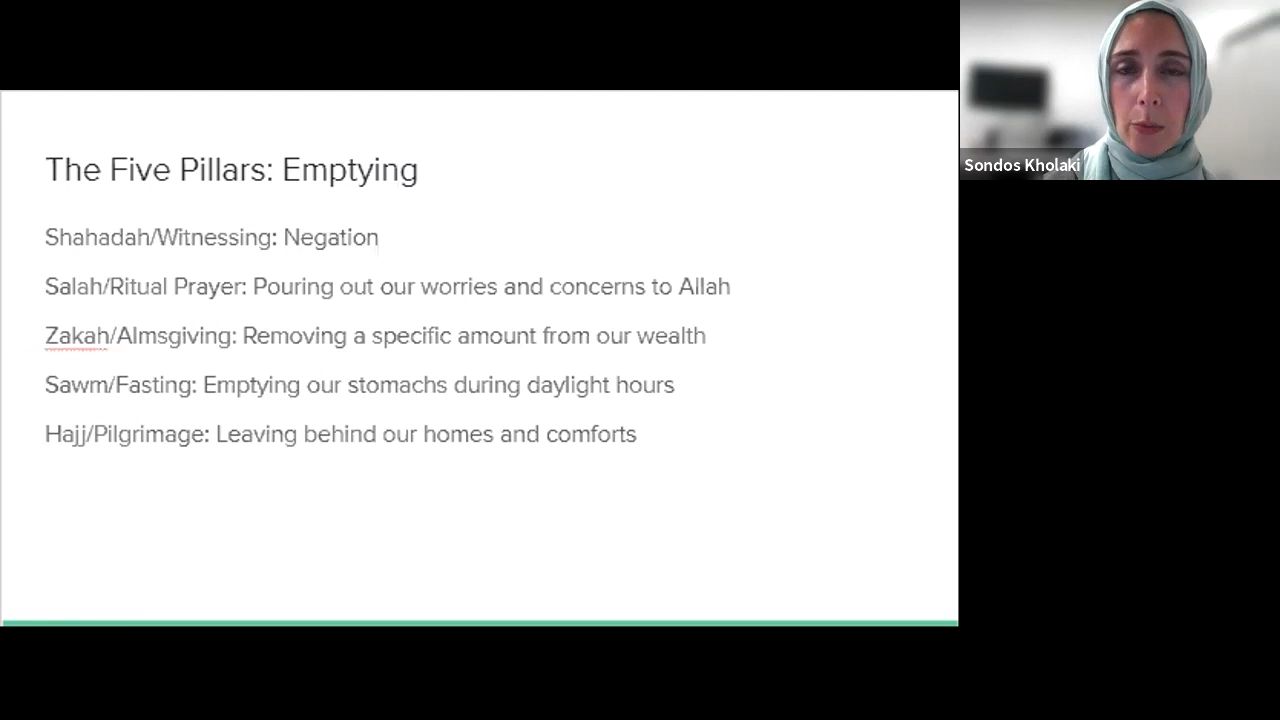 The Five Pillars: Emptying
Shahadah/Witnessing: Negation
Salah/Ritual Prayer: Pouring out our worries and concerns to Allah
Zakah/Almsgiving: Removing a specific amount from our wealth
Sawm/Fasting: Emptying our stomachs during daylight hours
Hajj/Pilgrimage: Leaving behind our homes and comforts
Sondos Kholaki